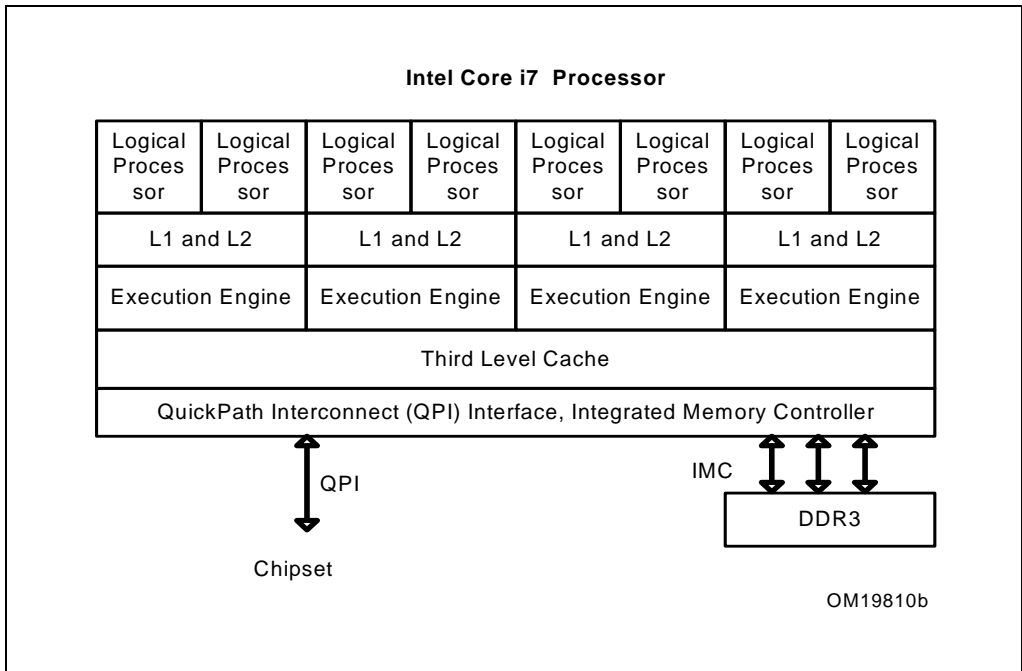 Intel Core i7 Processor
Logical Logical Logical Logical Logical Logical Logical Logical
Proces Proces Proces Proces Proces Proces Proces Proces
sor sor sor sor sor sor sor sor
L1 and L2 L1 and L2 L1 and L2 L1 and L2
Execution Engine Execution Engine Execution Engine Execution Engine
Third Level Cache
QuickPath Interconnect (QPI) Interface, Integrated Memory Controller
QPI IMC
DDR3
Chipset
OM19810b